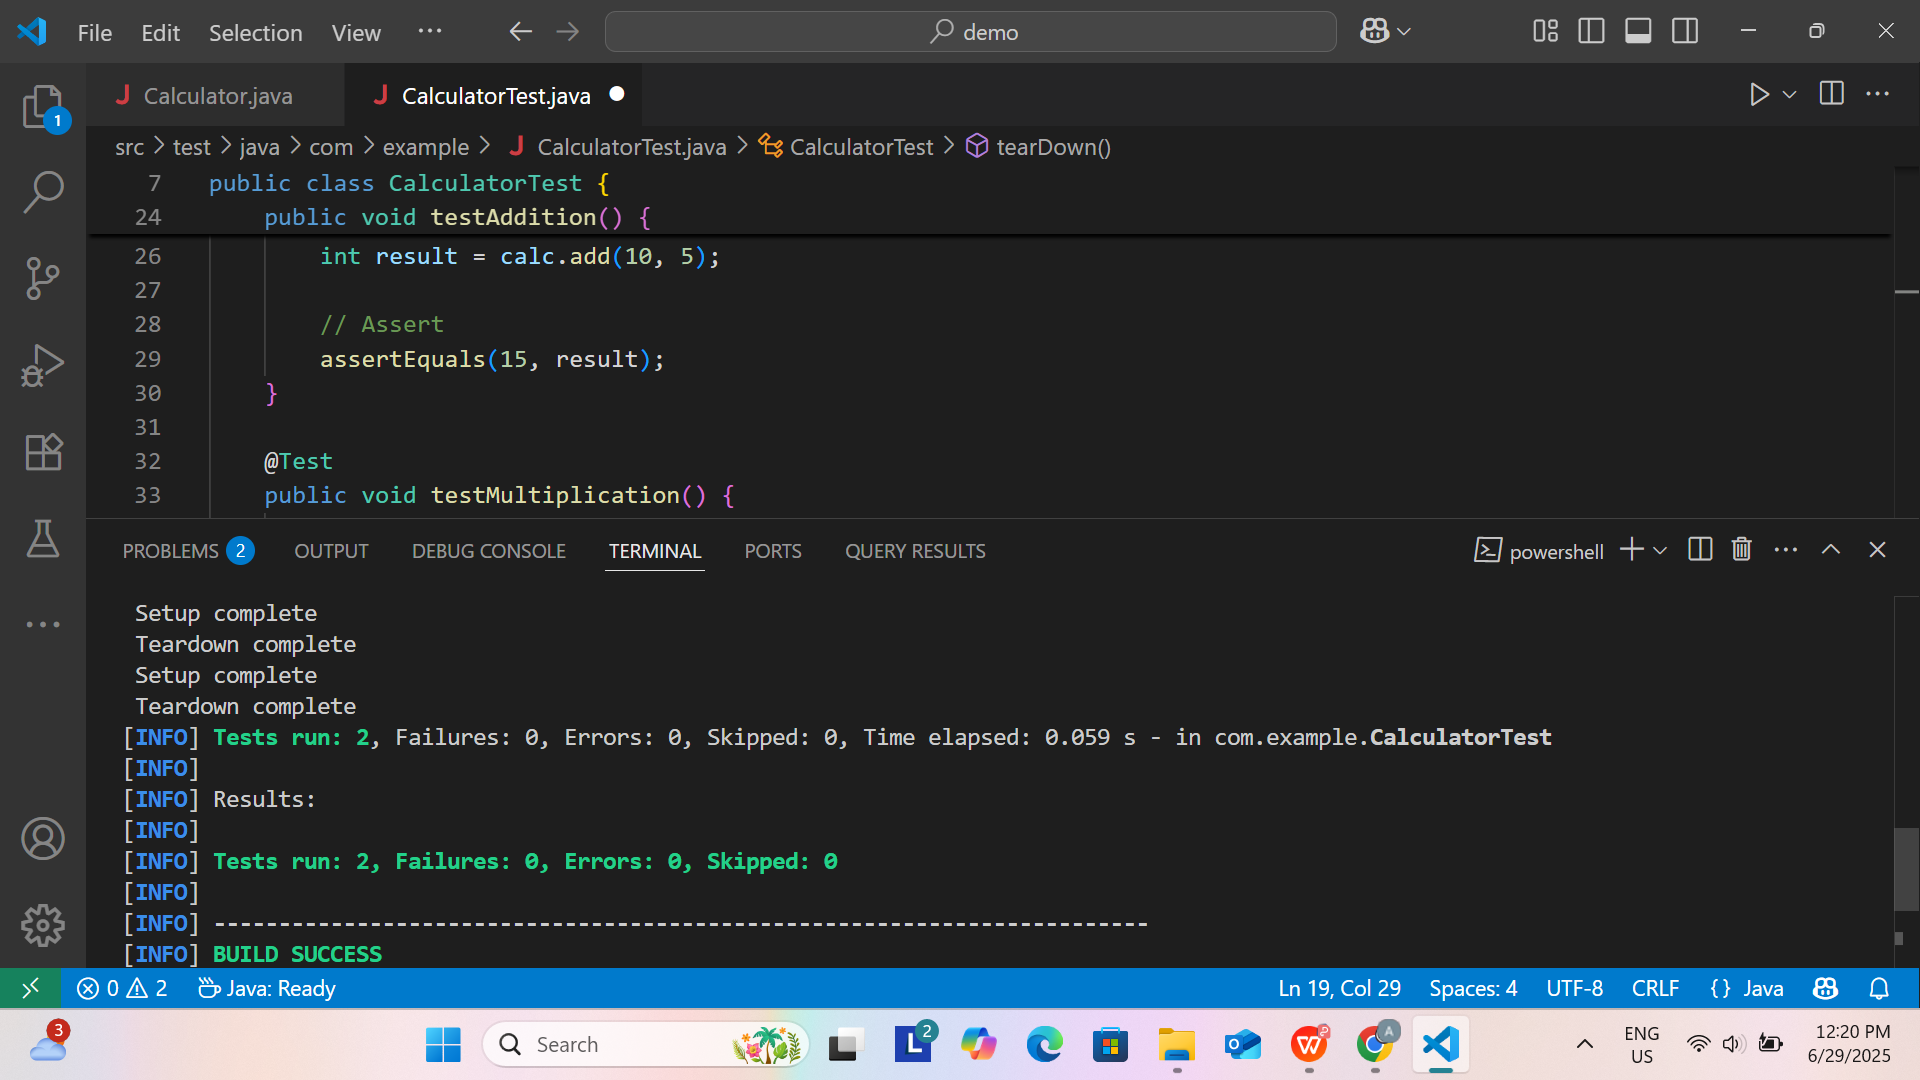 File Edit Selection View ··· demo
1
Calculator.java CalculatorTest.java
src > test > java > com > example > CalculatorTest.java > CalculatorTest > tearDown()
7 public class CalculatorTest {
24 public void testAddition() {
26 int result = calc.add(10, 5);
27
28 // Assert
29 assertEquals(15, result);
30 }
31
32 @Test
33 public void testMultiplication() {
PROBLEMS 2 OUTPUT DEBUG CONSOLE TERMINAL PORTS QUERY RESULTS powershell
Setup complete
Teardown complete
Setup complete
Teardown complete
[INFO] Tests run: 2, Failures: 0, Errors: 0, Skipped: 0, Time elapsed: 0.059 s - in com.example.CalculatorTest
[INFO]
[INFO] Results:
[INFO]
[INFO] Tests run: 2, Failures: 0, Errors: 0, Skipped: 0
[INFO]
[INFO] ------------------------------------------------------------------------
[INFO] BUILD SUCCESS
0 2 Java: Ready Ln 19, Col 29 Spaces: 4 UTF-8 CRLF {} Java
3 Search L 2 A ENG 12:20 PM
US 6/29/2025